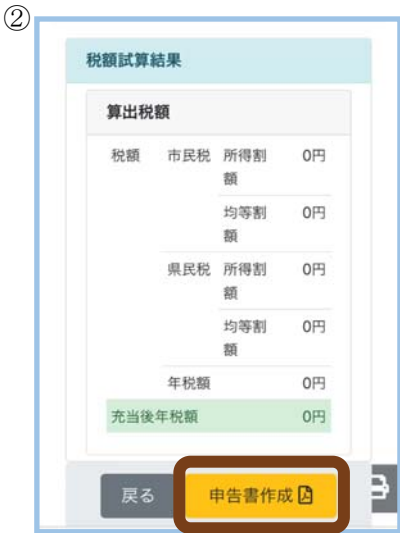 ②
税額試算結果
算出税額
税額 市民税 所得割 0円
額
均等割 0円
額
県民税 所得割 0円
額
均等割 0円
額
年税額 0円
充当後年税額 0円
戻る 申告書作成